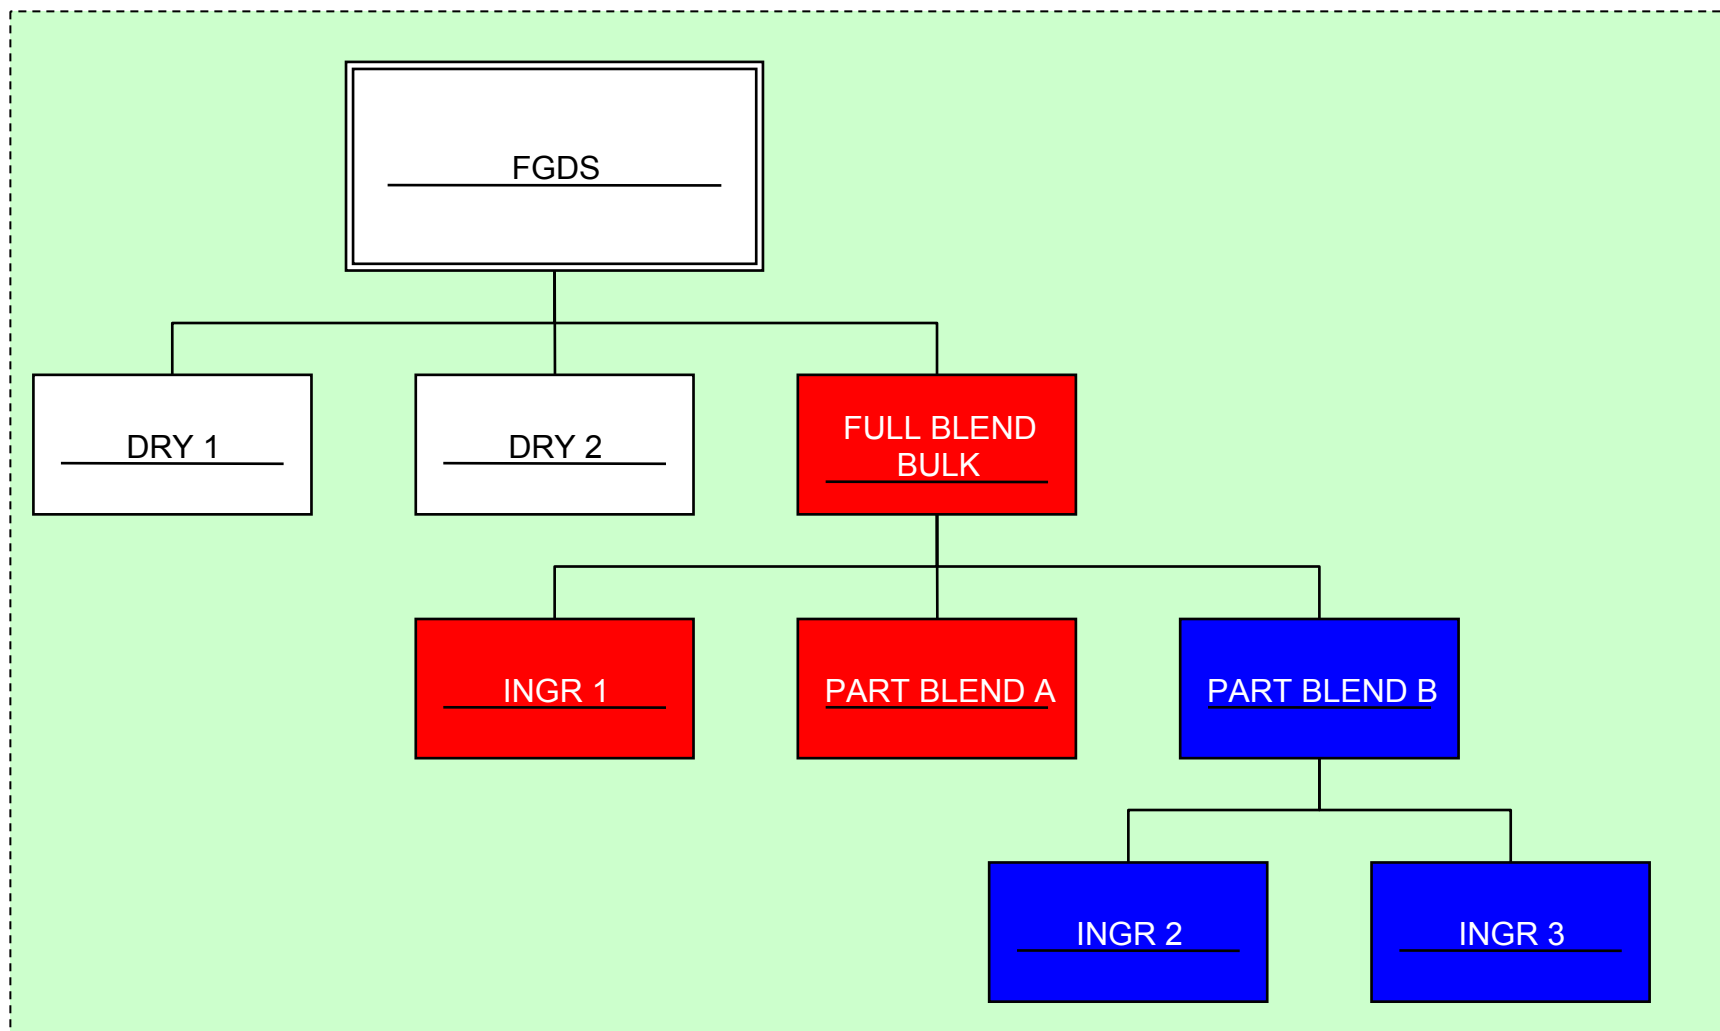 FGDS
DRY 1
DRY 2
FULL BLEND
BULK
INGR 1
PART BLEND A
PART BLEND B
INGR 2
INGR 3